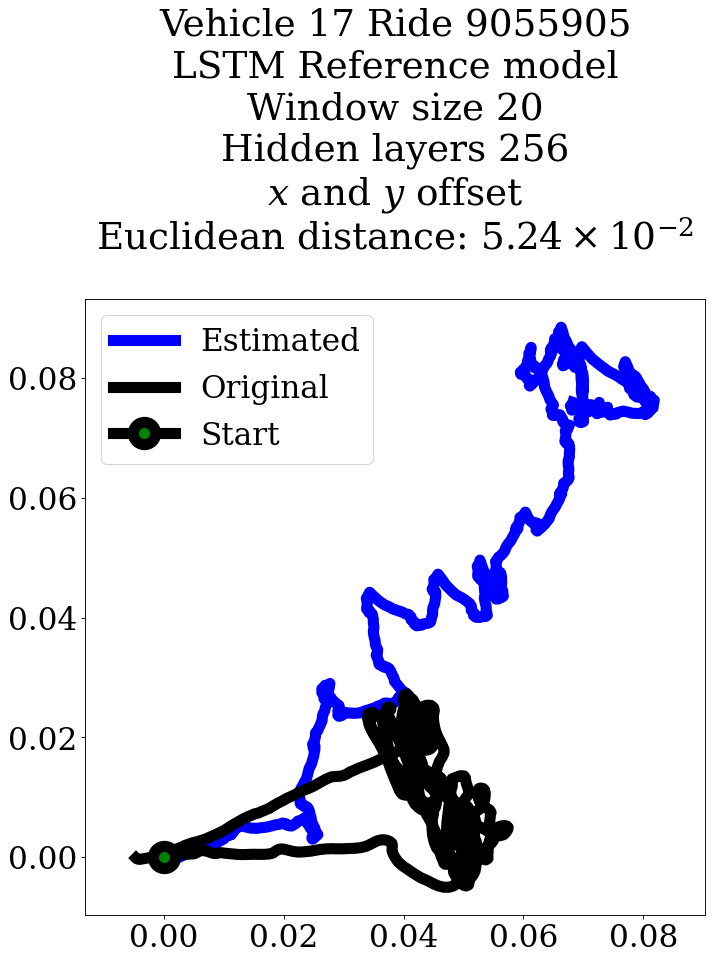 Vehicle 17 Ride 9055905
LSTM Reference model
Window size 20
Hidden layers 256
x and y offset
Euclidean distance: 5.24 × 10⁻²
Estimated
Original
Start
0.08
0.06
0.04
0.02
0.00
0.00 0.02 0.04 0.06 0.08